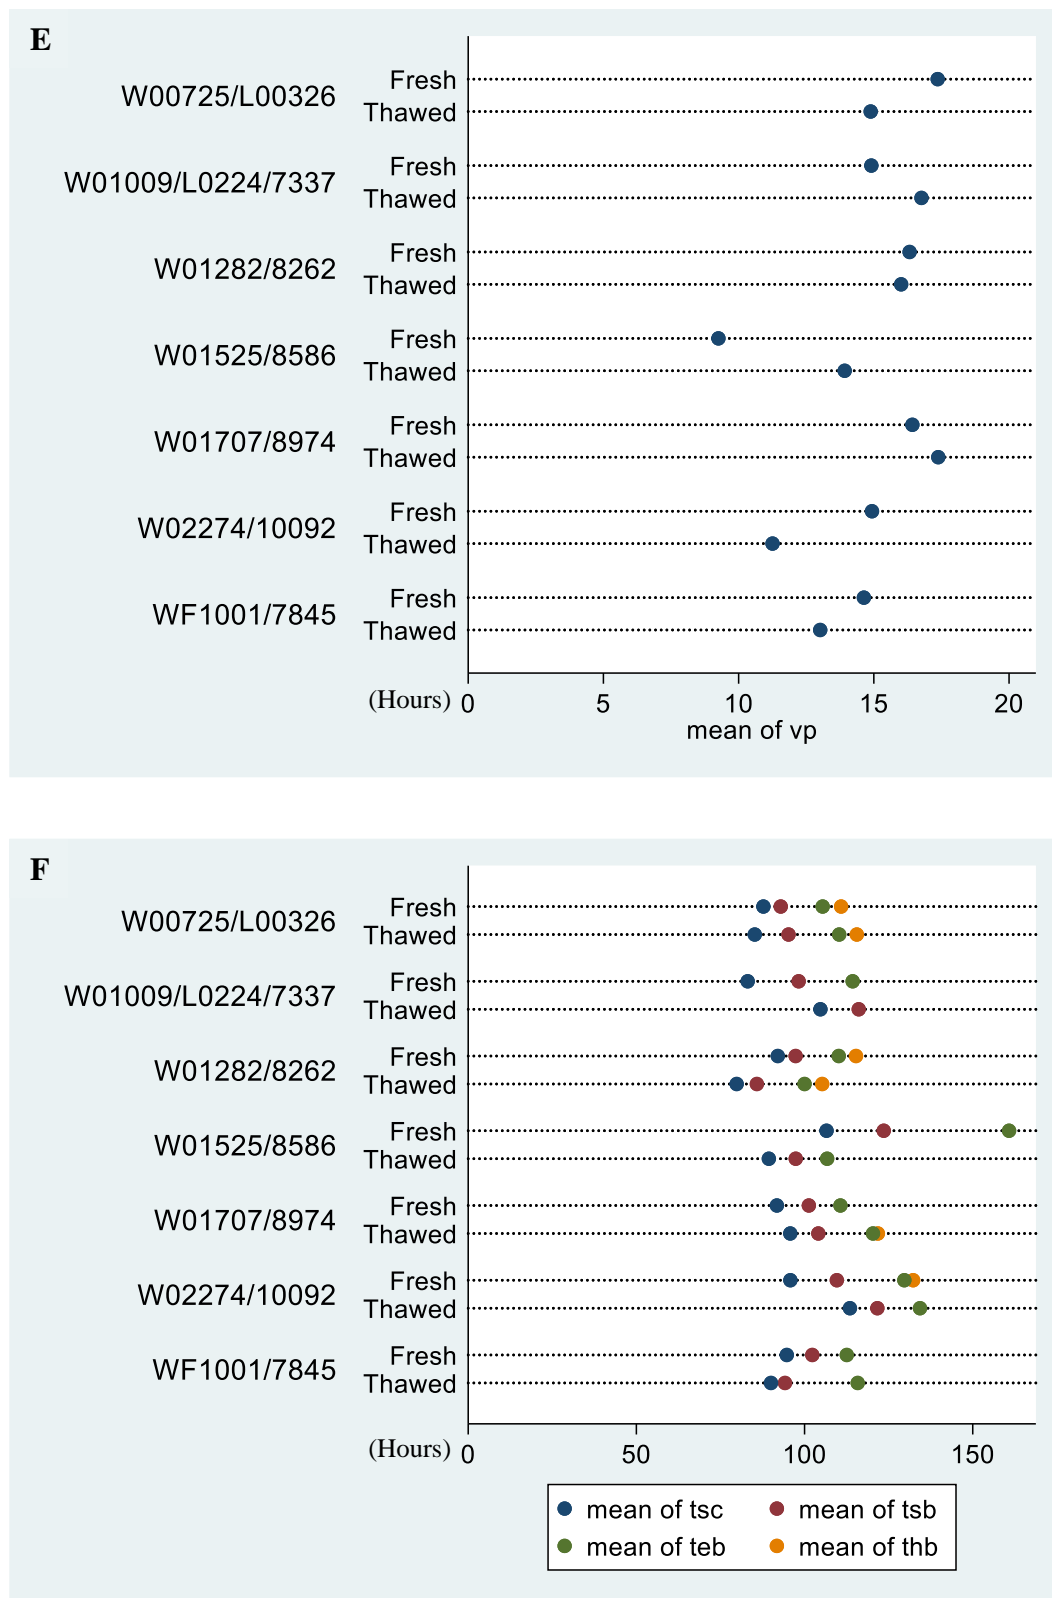 E
W00725/L00326
Fresh
Thawed
W01009/L0224/7337
Fresh
Thawed
W01282/8262
Fresh
Thawed
W01525/8586
Fresh
Thawed
W01707/8974
Fresh
Thawed
W02274/10092
Fresh
Thawed
WF1001/7845
Fresh
Thawed
(Hours) 0 5 10 15 20
mean of vp
F
W00725/L00326
Fresh
Thawed
W01009/L0224/7337
Fresh
Thawed
W01282/8262
Fresh
Thawed
W01525/8586
Fresh
Thawed
W01707/8974
Fresh
Thawed
W02274/10092
Fresh
Thawed
WF1001/7845
Fresh
Thawed
(Hours) 0 50 100 150
mean of tsc mean of tsb
mean of teb mean of thb